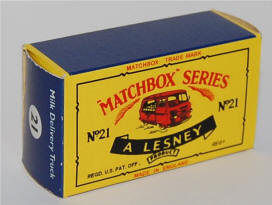 MATCHBOX TRADE MARK
"MATCHBOX" SERIES
Nº21
Nº21
A LESNEY
PRODUCT
REGD. U.S. PAT. OFF.
REG'D
MADE IN ENGLAND
21
Milk Delivery Truck